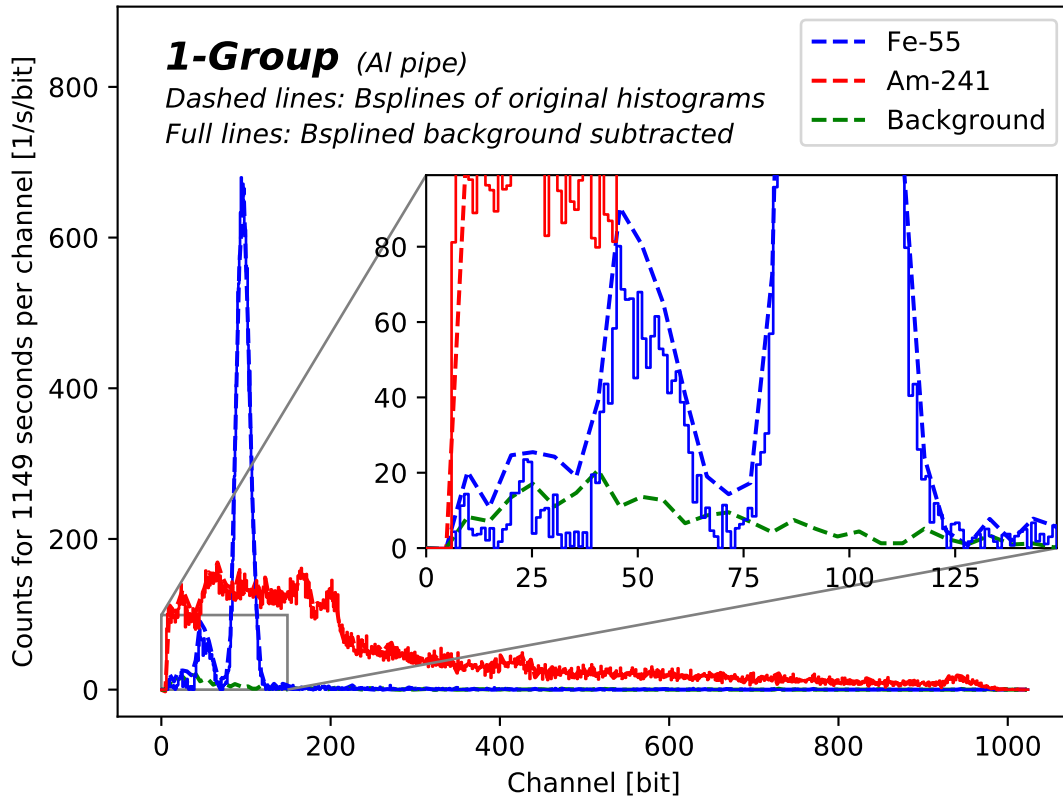 1-Group (Al pipe)
Dashed lines: Bsplines of original histograms
Full lines: Bsplined background subtracted
Fe-55
Am-241
Background
Counts for 1149 seconds per channel [1/s/bit]
800
600
400
200
0
80
60
40
20
0
0 25 50 75 100 125
0 200 400 600 800 1000
Channel [bit]